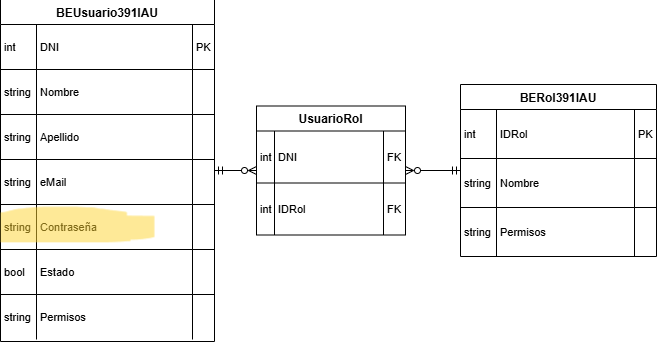 BEUsuario391IAU
int DNI PK
string Nombre
string Apellido
string eMail
string Contraseña
bool Estado
string Permisos
UsuarioRol
int DNI FK
int IDRol FK
BERol391IAU
int IDRol PK
string Nombre
string Permisos